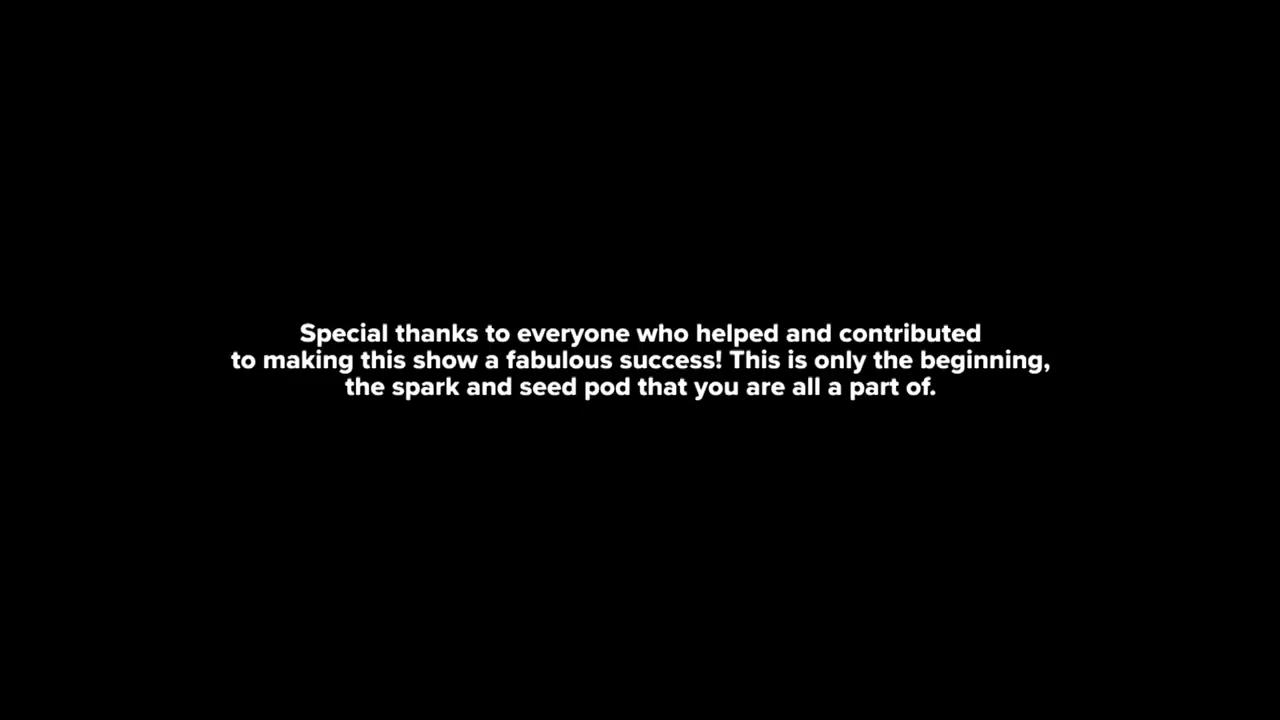 Special thanks to everyone who helped and contributed
to making this show a fabulous success! This is only the beginning,
the spark and seed pod that you are all a part of.